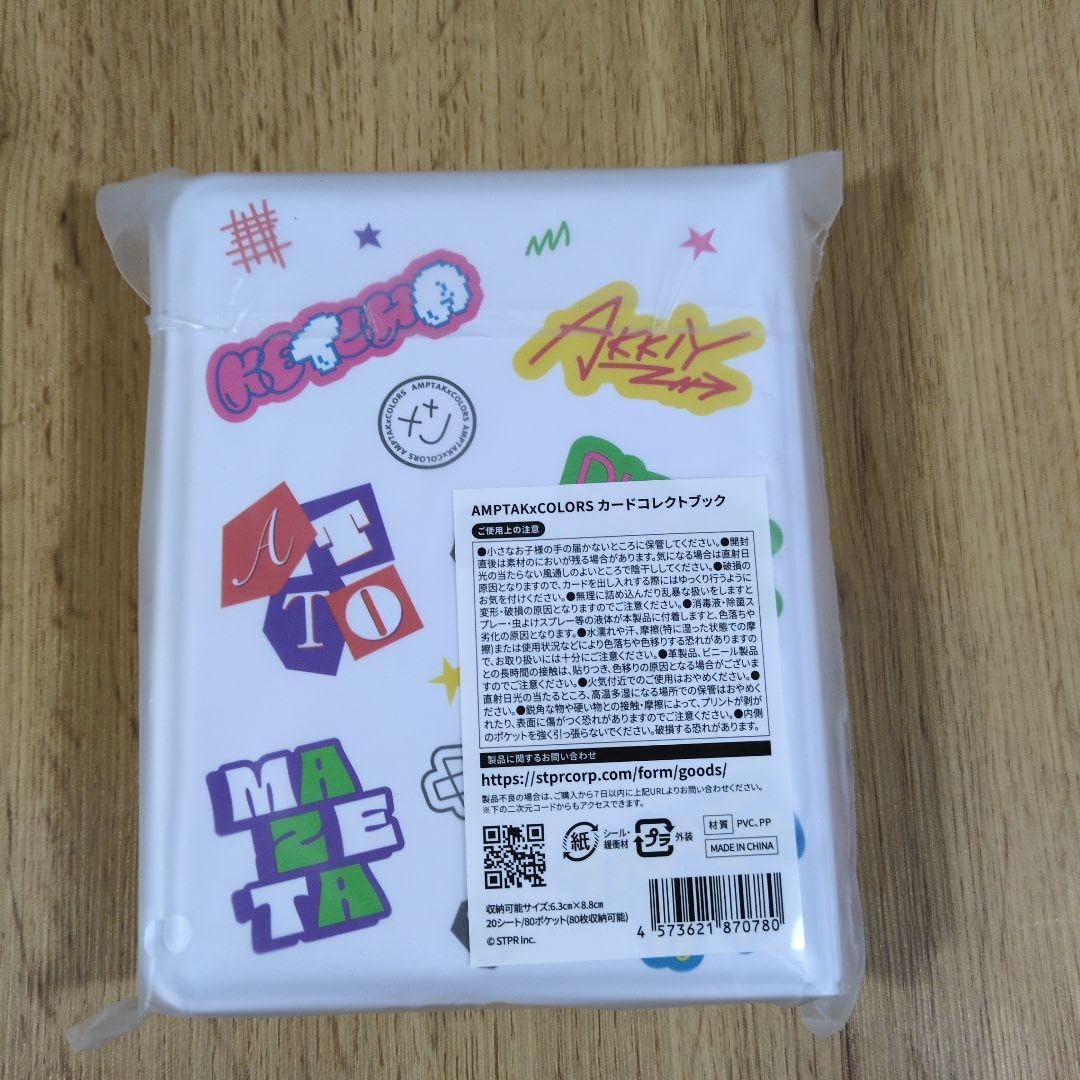 KEチMA
AKKIY
AMPTAKxCOLORS AMPTAKxCOLORS AMPTAKxCOLORS
AT
TO
MA
ZE
TA
AMPTAKxCOLORS カードコレクトブック
ご使用上の注意
●小さなお子様の手の届かないところに保管してください。●開封
直後は素材のにおいが残る場合があります。気になる場合は直射日
光の当たらない風通しのよいところで陰干ししてください。●破損の
原因となりますので、カードを出し入れする際にはゆっくり行うように
お気を付けください。●無理に詰め込んだり乱暴な扱いをしますと
変形・破損の原因となりますのでご注意ください。●消毒液・除菌ス
プレー・虫よけスプレー等の液体が本製品に付着しますと、色落ちや
劣化の原因となります。●水濡れや汗、摩擦(特に湿った状態での摩
擦)または使用状況などにより色落ちや色移りする恐れがありますの
で、お取り扱いには十分にご注意ください。●革製品、ビニール製品
との長時間の接触は、貼りつき、色移りの原因となる場合がございま
すのでご注意ください。●火気付近でのご使用はおやめください。●
直射日光の当たるところ、高温多湿になる場所での保管はおやめく
ださい。●鋭角な物や硬い物との接触・摩擦によって、プリントが剥が
れたり、表面に傷がつく恐れがありますのでご注意ください。●内側
のポケットを強く引っ張らないでください。破損する恐れがあります。
製品に関するお問い合わせ
https://stprcorp.com/form/goods/
製品不良の場合は、ご購入から7日以内に上記URLよりお問い合わせください。
※下の二次元コードからもアクセスできます。
紙 シール・緩衝材 プラ 外装
材質 PVC、PP
MADE IN CHINA
収納可能サイズ:6.3cm×8.8cm
20シート/80ポケット(80枚収納可能)
© STPR Inc.
4 573621 870780